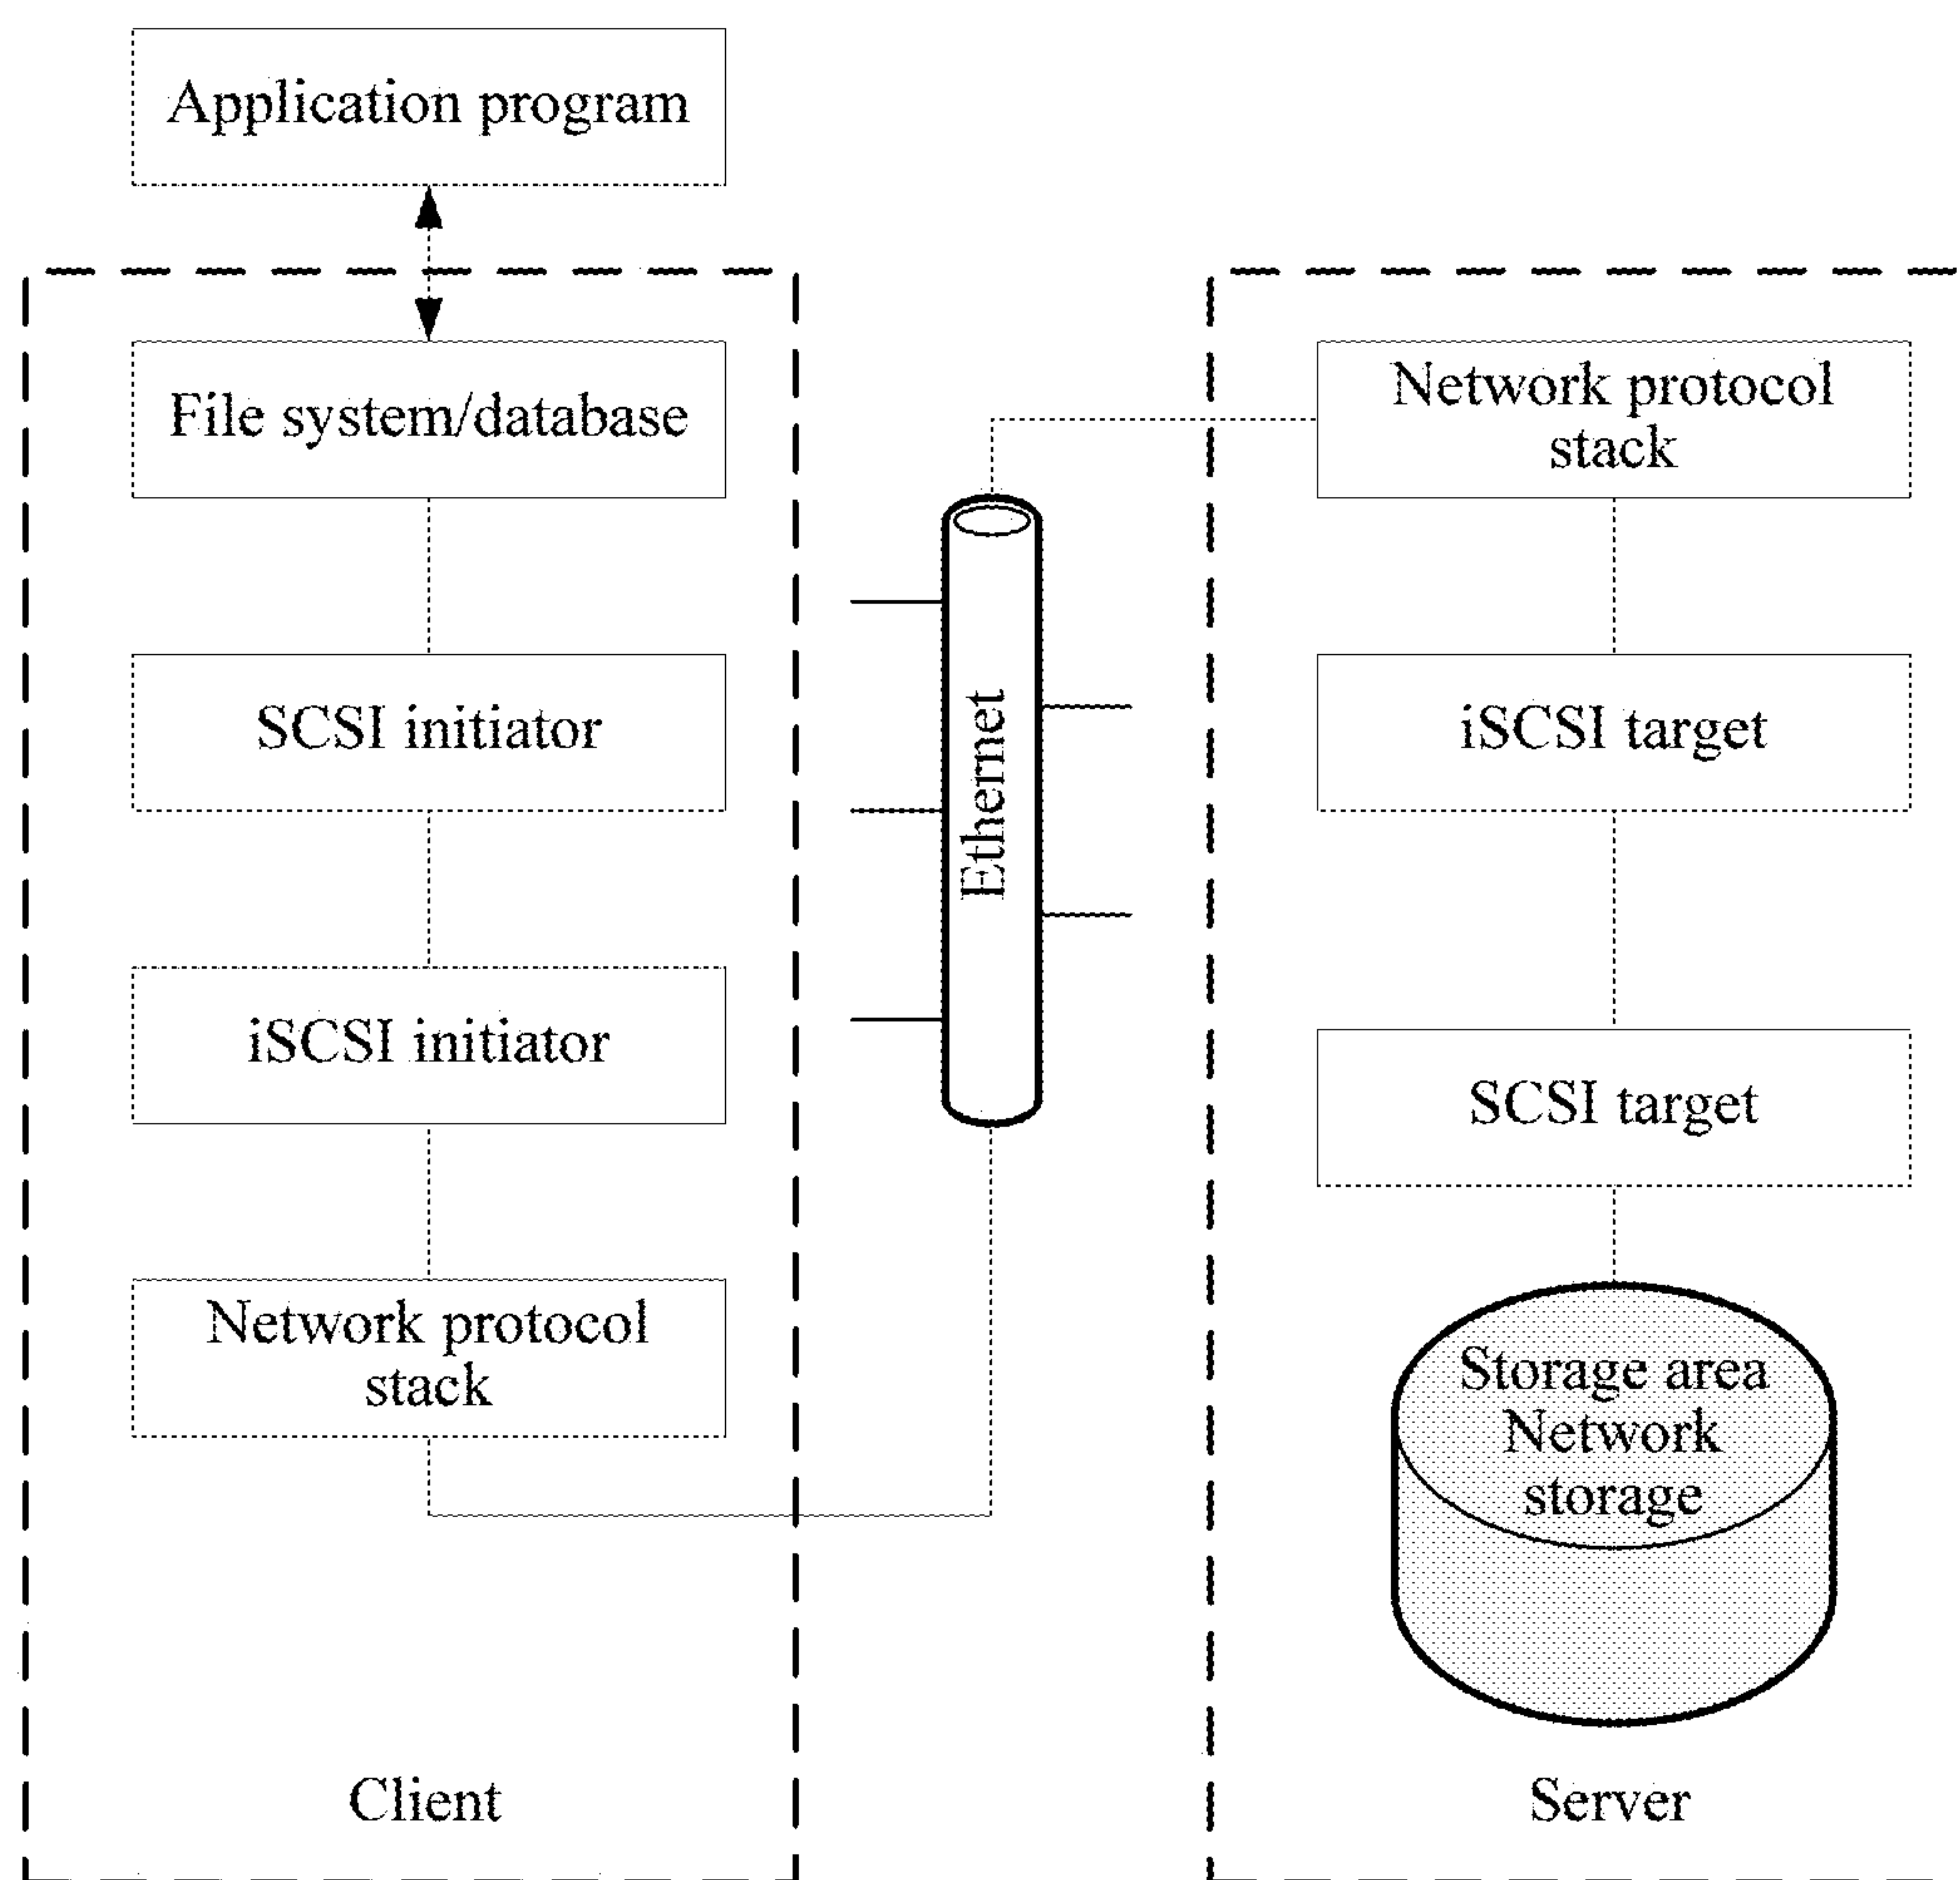 Application program
File system/database
SCSI initiator
iSCSI initiator
Network protocol
stack
Client
Ethernet
Network protocol
stack
iSCSI target
SCSI target
Storage area
Network
storage
Server